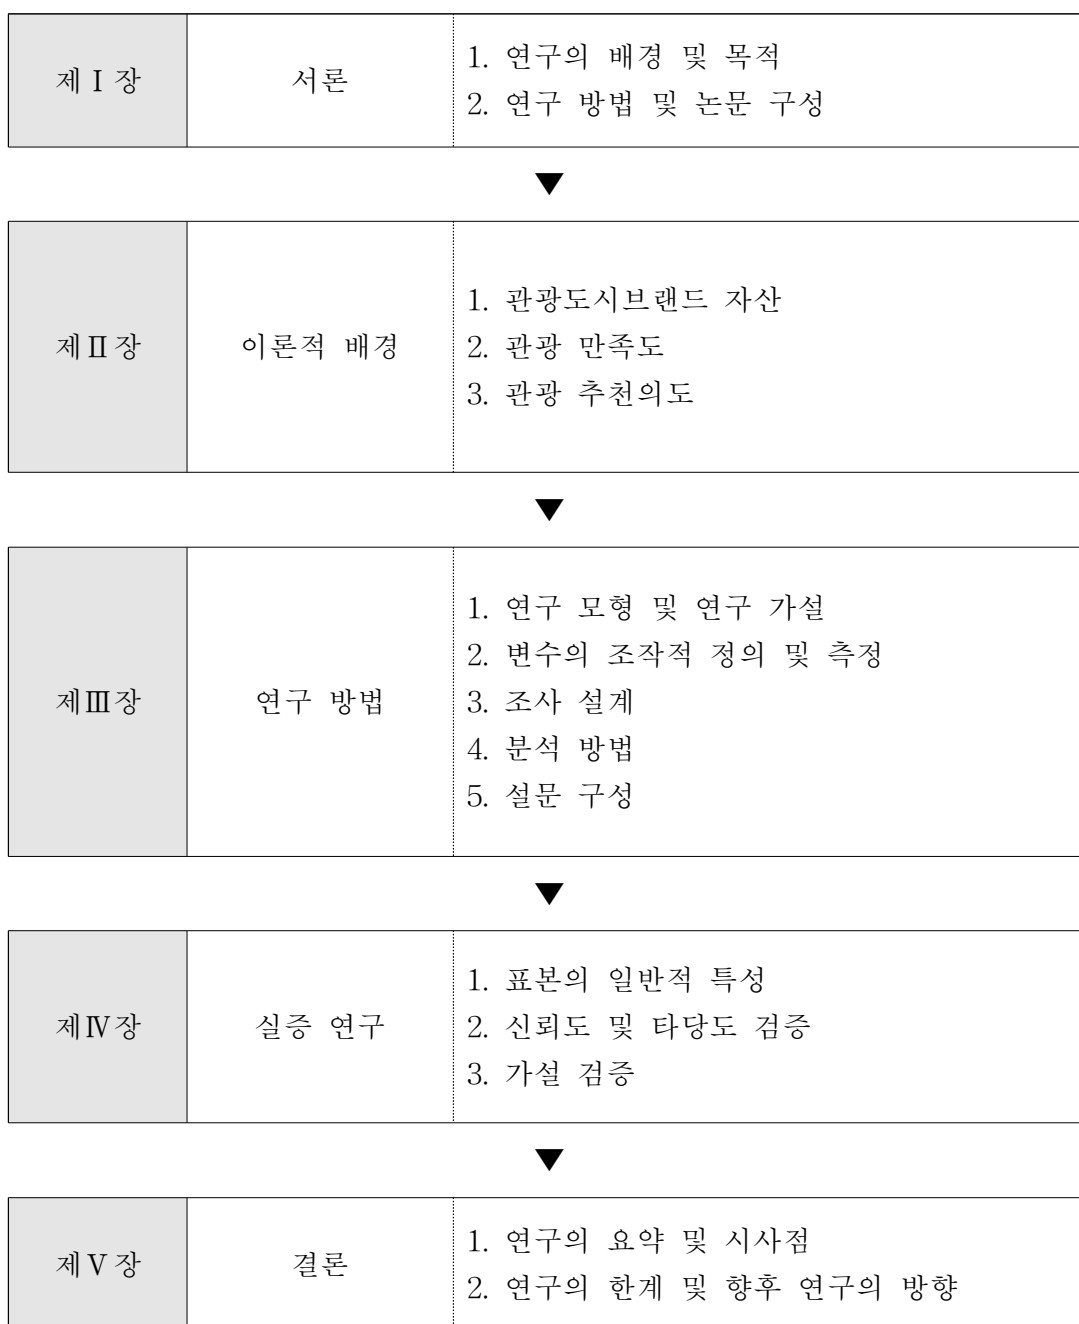 제Ⅰ장
서론
1. 연구의 배경 및 목적
2. 연구 방법 및 논문 구성
제Ⅱ장
이론적 배경
1. 관광도시브랜드 자산
2. 관광 만족도
3. 관광 추천의도
제Ⅲ장
연구 방법
1. 연구 모형 및 연구 가설
2. 변수의 조작적 정의 및 측정
3. 조사 설계
4. 분석 방법
5. 설문 구성
제Ⅳ장
실증 연구
1. 표본의 일반적 특성
2. 신뢰도 및 타당도 검증
3. 가설 검증
제Ⅴ장
결론
1. 연구의 요약 및 시사점
2. 연구의 한계 및 향후 연구의 방향